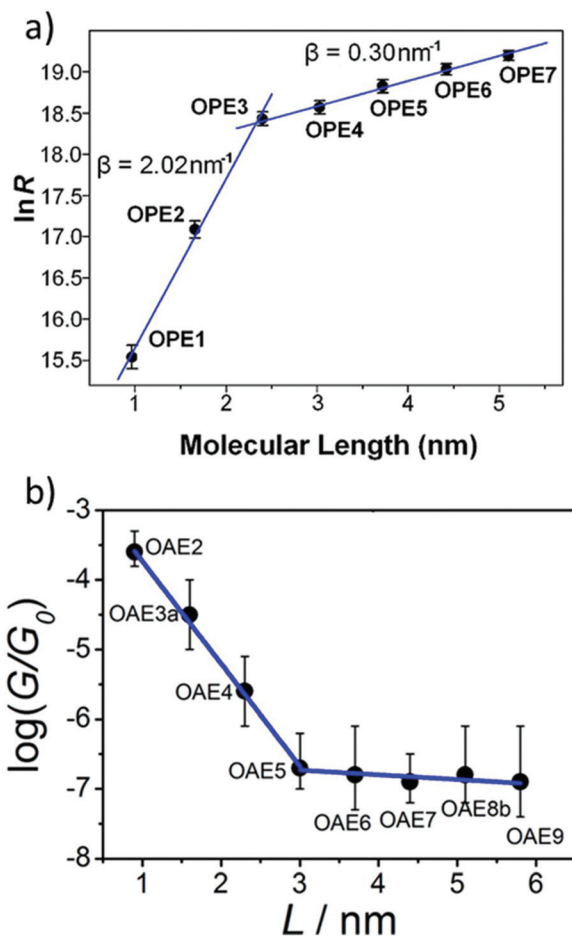 a)
β = 0.30 nm⁻¹
19.0
OPE7
OPE6
OPE3
OPE5
18.5
OPE4
18.0
β = 2.02nm⁻¹
17.5
lnR
OPE2
17.0
16.5
16.0
OPE1
15.5
1 2 3 4 5
Molecular Length (nm)
b)
-3
OAE2
-4
OAE3a
-5
OAE4
log(G/G₀)
-6
OAE5
-7
OAE6
OAE7
OAE8b
OAE9
-8
1 2 3 4 5 6
L / nm